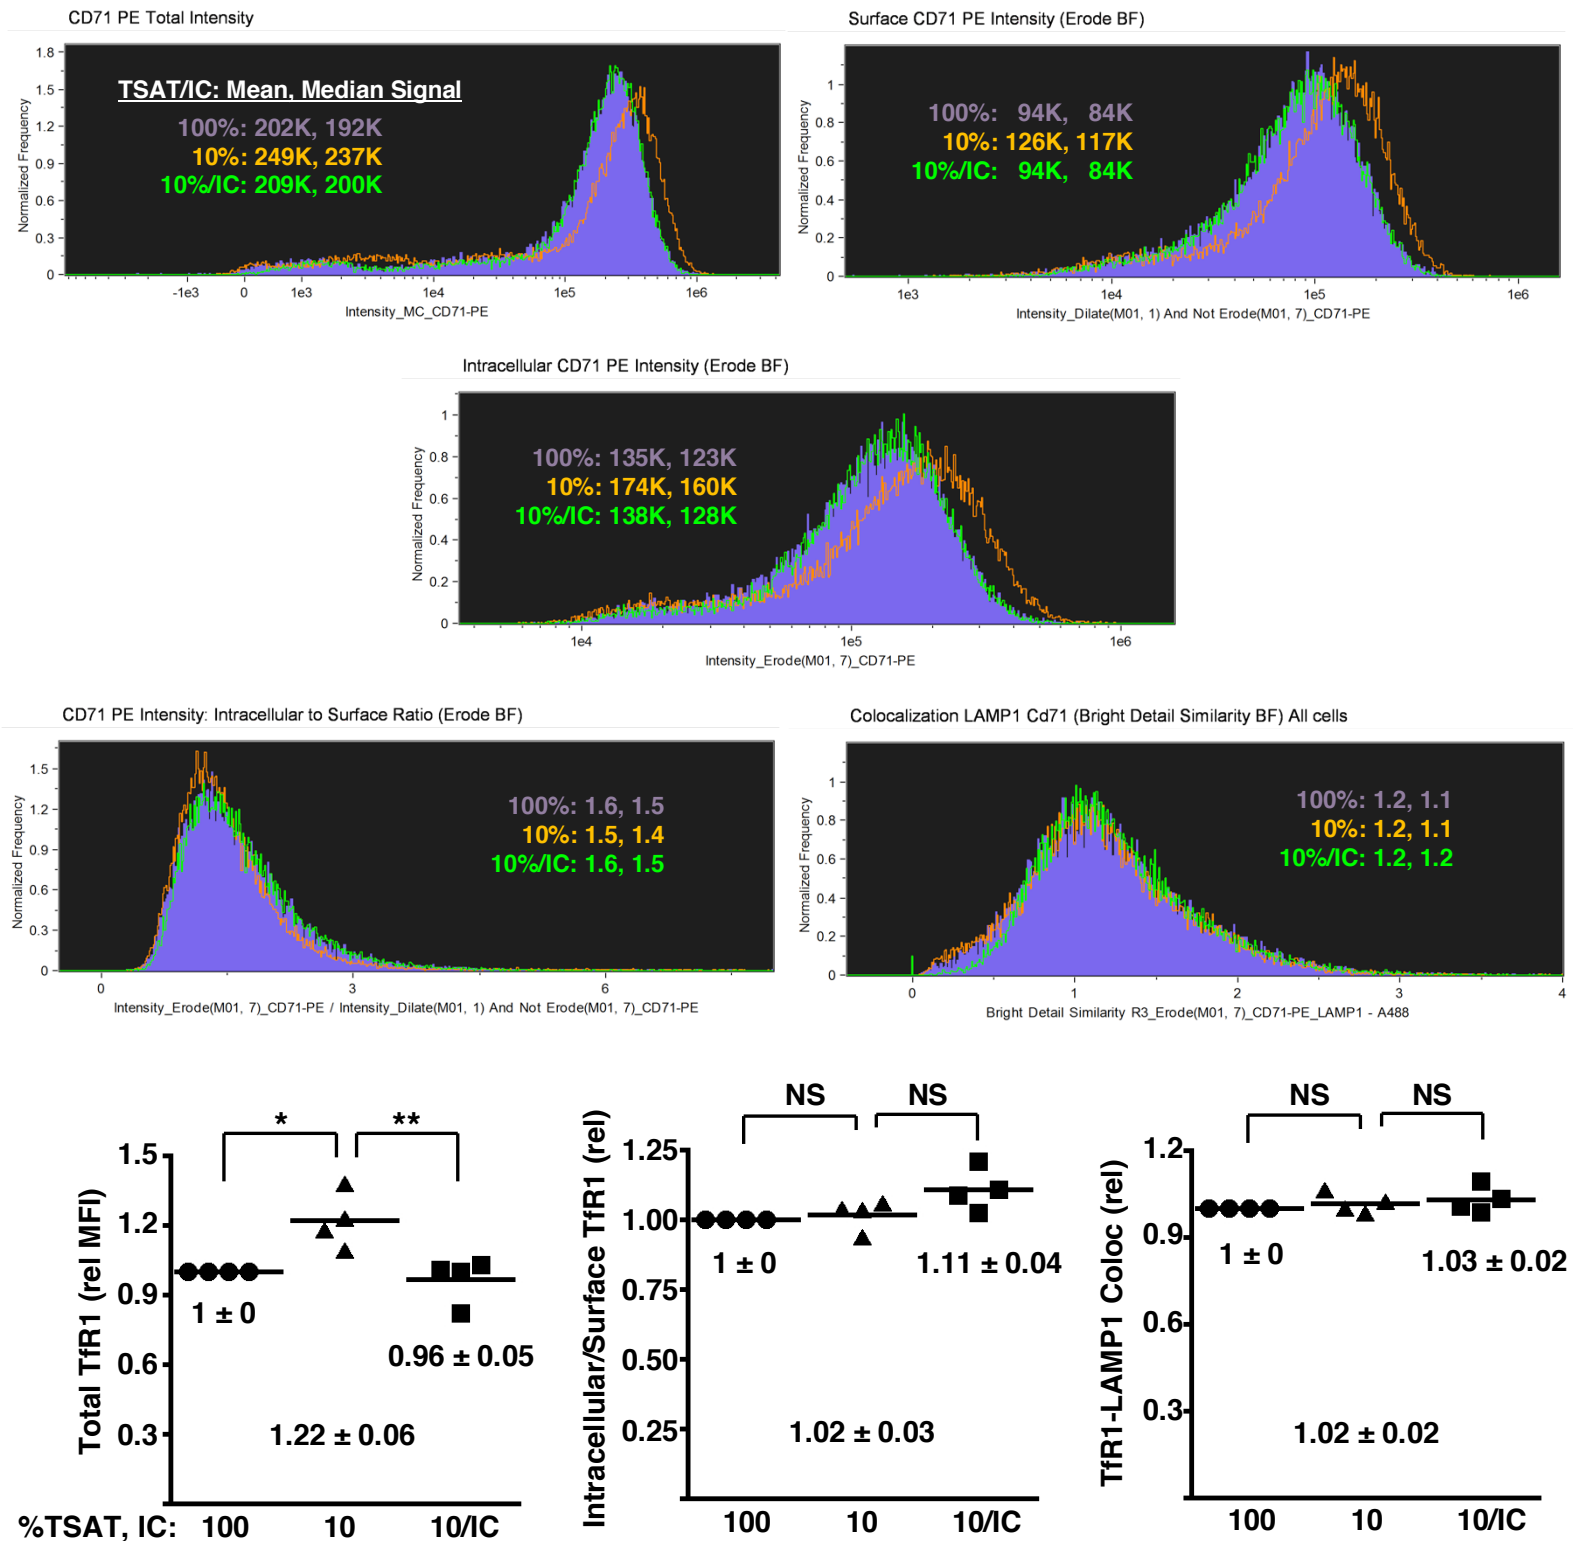 CD71 PE Total Intensity
1.8
1.5
1.2
0.9
0.6
0.3
0
Normalized Frequency
TSAT/IC: Mean, Median Signal
100%: 202K, 192K
10%: 249K, 237K
10%/IC: 209K, 200K
-1e3 0 1e3 1e4 1e5 1e6
Intensity_MC_CD71-PE
Surface CD71 PE Intensity (Erode BF)
1
0.8
0.6
0.4
0.2
0
Normalized Frequency
100%: 94K, 84K
10%: 126K, 117K
10%/IC: 94K, 84K
1e3 1e4 1e5 1e6
Intensity_Dilate(M01, 1) And Not Erode(M01, 7)_CD71-PE
Intracellular CD71 PE Intensity (Erode BF)
1
0.8
0.6
0.4
0.2
0
Normalized Frequency
100%: 135K, 123K
10%: 174K, 160K
10%/IC: 138K, 128K
1e4 1e5 1e6
Intensity_Erode(M01, 7)_CD71-PE
CD71 PE Intensity: Intracellular to Surface Ratio (Erode BF)
1.5
1.2
0.9
0.6
0.3
0
Normalized Frequency
100%: 1.6, 1.5
10%: 1.5, 1.4
10%/IC: 1.6, 1.5
0 3 6
Intensity_Erode(M01, 7)_CD71-PE / Intensity_Dilate(M01, 1) And Not Erode(M01, 7)_CD71-PE
Colocalization LAMP1 Cd71 (Bright Detail Similarity BF) All cells
1
0.8
0.6
0.4
0.2
0
Normalized Frequency
100%: 1.2, 1.1
10%: 1.2, 1.1
10%/IC: 1.2, 1.2
0 1 2 3 4
Bright Detail Similarity R3_Erode(M01, 7)_CD71-PE_LAMP1 - A488
* **
1.5
1.2
0.9
0.6
0.3
Total TfR1 (rel MFI)
1 ± 0
0.96 ± 0.05
1.22 ± 0.06
%TSAT, IC: 100 10 10/IC
NS NS
1.25
1.00
0.75
0.50
0.25
Intracellular/Surface TfR1 (rel)
1 ± 0
1.11 ± 0.04
1.02 ± 0.03
100 10 10/IC
NS NS
1.2
0.9
0.6
0.3
TfR1-LAMP1 Coloc (rel)
1 ± 0
1.03 ± 0.02
1.02 ± 0.02
100 10 10/IC